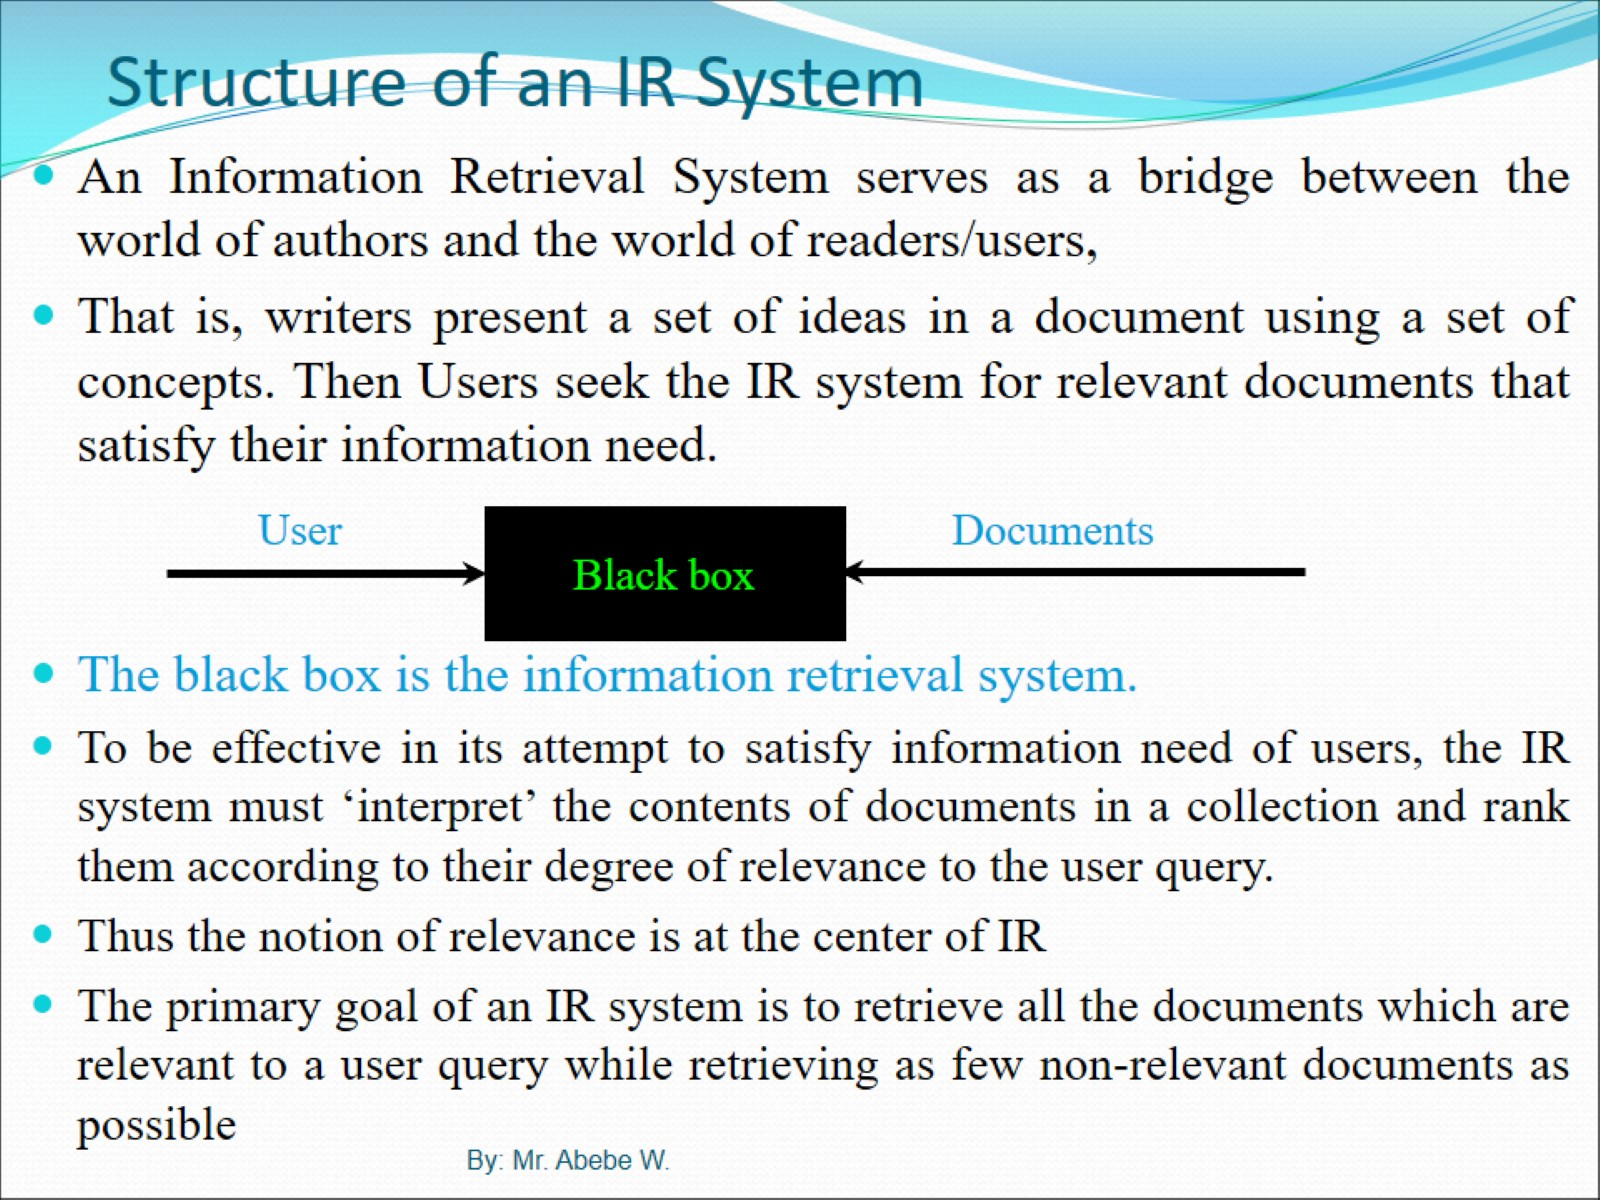 Structure of an IR System
An Information Retrieval System serves as a bridge between the
world of authors and the world of readers/users,
That is, writers present a set of ideas in a document using a set of
concepts. Then Users seek the IR system for relevant documents that
satisfy their information need.
User
Black box
Documents
The black box is the information retrieval system.
To be effective in its attempt to satisfy information need of users, the IR
system must ‘interpret’ the contents of documents in a collection and rank
them according to their degree of relevance to the user query.
Thus the notion of relevance is at the center of IR
The primary goal of an IR system is to retrieve all the documents which are
relevant to a user query while retrieving as few non-relevant documents as
possible
By: Mr. Abebe W.